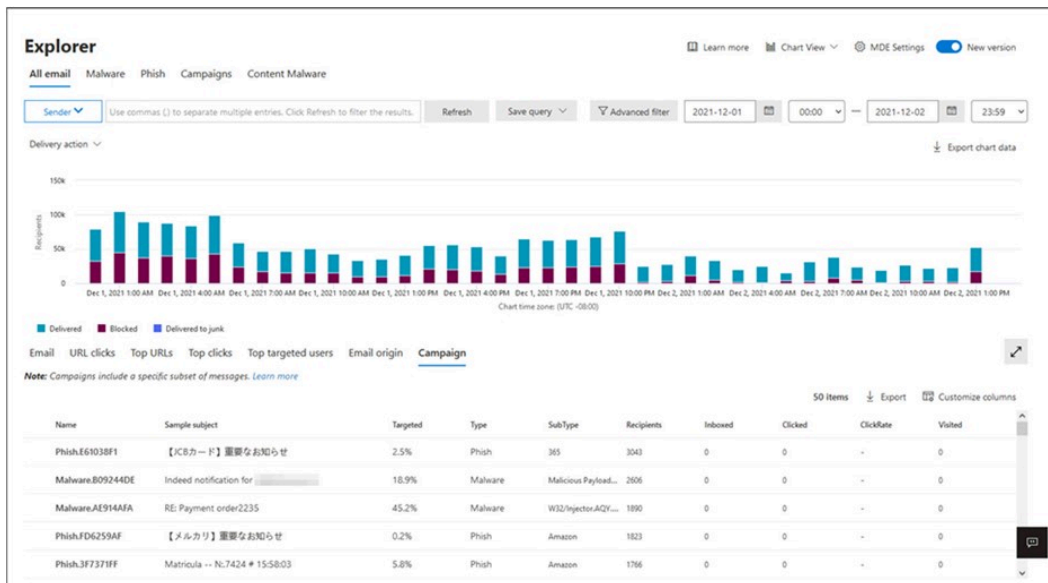 Explorer
Learn more
Chart View
MDE Settings
New version
All email Malware Phish Campaigns Content Malware
Sender
Use commas (,) to separate multiple entries. Click Refresh to filter the results.
Refresh
Save query
Advanced filter
2021-12-01
00:00
—
2021-12-02
23:59
Delivery action
Export chart data
150k
100k
50k
0
Recipients
Dec 1, 2021 1:00 AM Dec 1, 2021 4:00 AM Dec 1, 2021 7:00 AM Dec 1, 2021 10:00 AM Dec 1, 2021 1:00 PM Dec 1, 2021 4:00 PM Dec 1, 2021 7:00 PM Dec 1, 2021 10:00 PM Dec 2, 2021 1:00 AM Dec 2, 2021 4:00 AM Dec 2, 2021 7:00 AM Dec 2, 2021 10:00 AM Dec 2, 2021 1:00 PM
Chart time zone: (UTC -08:00)
Delivered Blocked Delivered to junk
Email URL clicks Top URLs Top clicks Top targeted users Email origin Campaign
Note: Campaigns include a specific subset of messages. Learn more
50 items Export Customize columns
Name Sample subject Targeted Type SubType Recipients Inboxed Clicked ClickRate Visited
Phish.E61038F1 【JCBカード】重要なお知らせ 2.5% Phish 365 3043 0 0 - 0
Malware.B09244DE Indeed notification for 18.9% Malware Malicious Payload... 2606 0 0 - 0
Malware.AE914AFA RE: Payment order2235 45.2% Malware W32/Injector.AQY.... 1890 0 0 - 0
Phish.FD6259AF 【メルカリ】重要なお知らせ 0.2% Phish Amazon 1823 0 0 - 0
Phish.3F7371FF Matricula -- N:.7424 # 15:58:03 5.8% Phish Amazon 1766 0 0 - 0